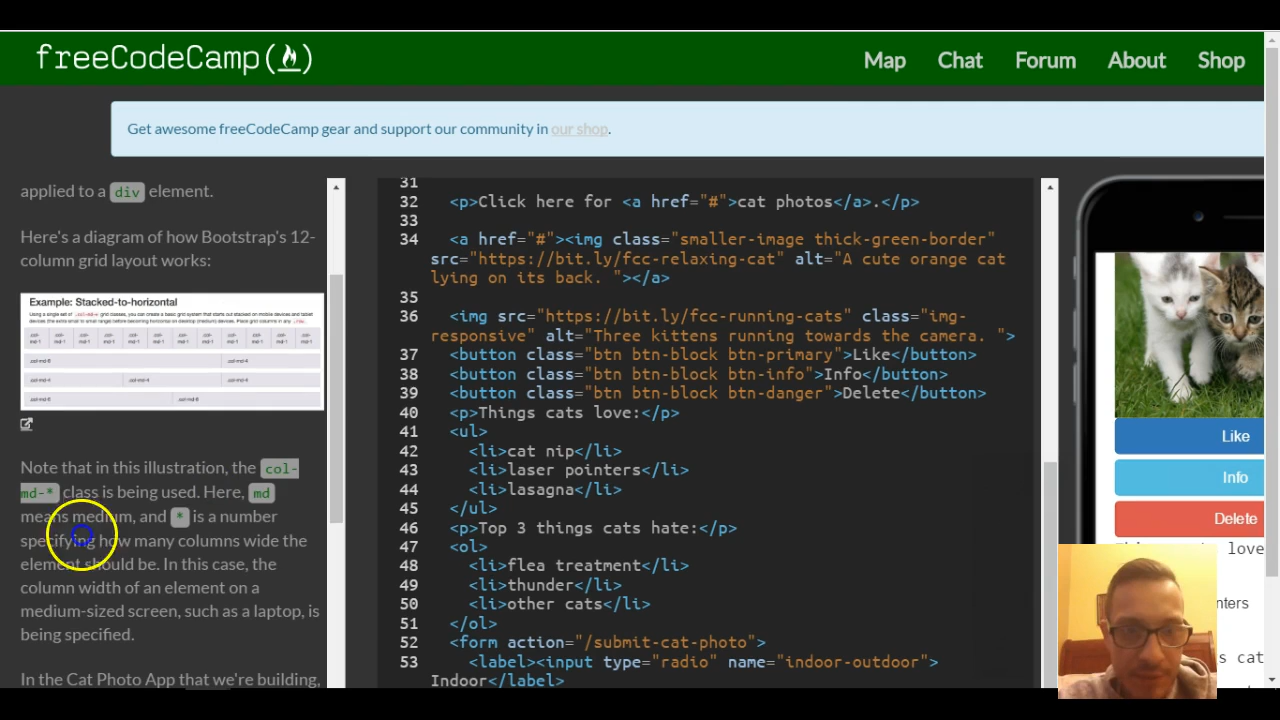 freeCodeCamp(🔥)
Map Chat Forum About Shop
Get awesome freeCodeCamp gear and support our community in our shop.
applied to a div element.
Here's a diagram of how Bootstrap's 12-
column grid layout works:
Example: Stacked-to-horizontal
Note that in this illustration, the col-
md-* class is being used. Here, md
means medium, and * is a number
specifying how many columns wide the
element should be. In this case, the
column width of an element on a
medium-sized screen, such as a laptop, is
being specified.
In the Cat Photo App that we're building,
31
32 <p>Click here for <a href="#">cat photos</a>.</p>
33
34 <a href="#"><img class="smaller-image thick-green-border"
src="https://bit.ly/fcc-relaxing-cat" alt="A cute orange cat
lying on its back. "></a>
35
36 <img src="https://bit.ly/fcc-running-cats" class="img-
responsive" alt="Three kittens running towards the camera. ">
37 <button class="btn btn-block btn-primary">Like</button>
38 <button class="btn btn-block btn-info">Info</button>
39 <button class="btn btn-block btn-danger">Delete</button>
40 <p>Things cats love:</p>
41 <ul>
42 <li>cat nip</li>
43 <li>laser pointers</li>
44 <li>lasagna</li>
45 </ul>
46 <p>Top 3 things cats hate:</p>
47 <ol>
48 <li>flea treatment</li>
49 <li>thunder</li>
50 <li>other cats</li>
51 </ol>
52 <form action="/submit-cat-photo">
53 <label><input type="radio" name="indoor-outdoor">
Indoor</label>
Like
Info
Delete
Things cats love
nters
s cat